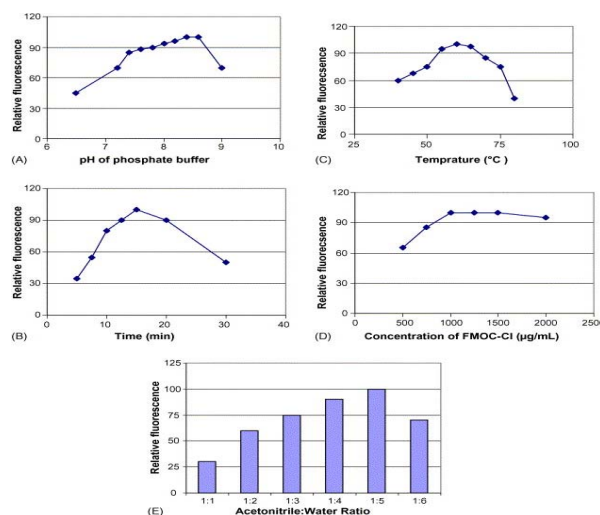 120
90
60
30
0
Relative fluorescence
6 7 8 9 10
(A) pH of phosphate buffer
120
90
60
30
0
Relative fluorecsence
25 50 75 100
(C) Temprature (°C )
120
90
60
30
0
Relative fluorescence
0 10 20 30 40
(B) Time (min)
120
90
60
30
0
Relative fluorecsence
0 500 1000 1500 2000 2500
(D) Concentration of FMOC-Cl (µg/mL)
125
100
75
50
25
0
Relative fluorescence
1:1 1:2 1:3 1:4 1:5 1:6
(E) Acetonitrile:Water Ratio